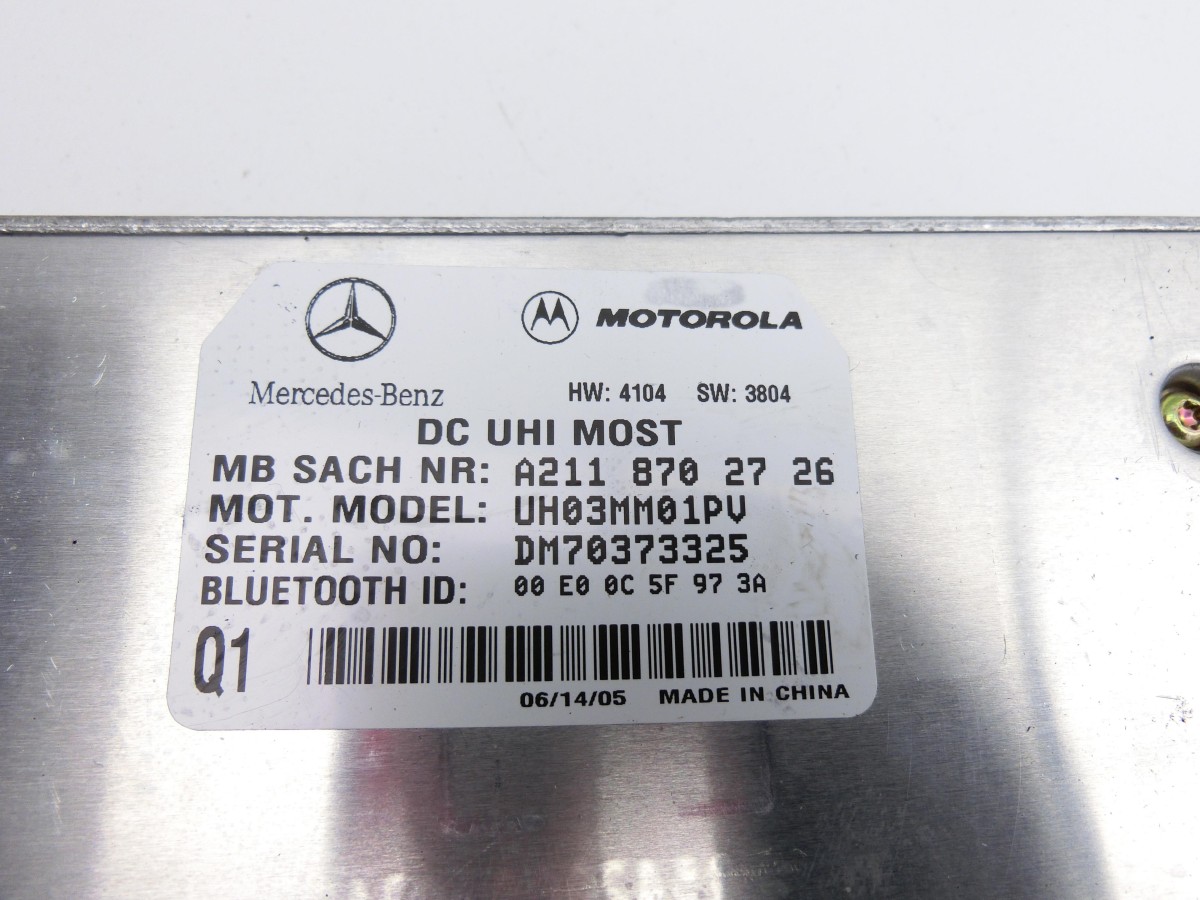 MOTOROLA
Mercedes-Benz HW: 4104 SW: 3804
DC UHI MOST
MB SACH NR: A211 870 27 26
MOT. MODEL: UH03MM01PV
SERIAL NO: DM70373325
BLUETOOTH ID: 00 E0 0C 5F 97 3A
Q1
06/14/05 MADE IN CHINA